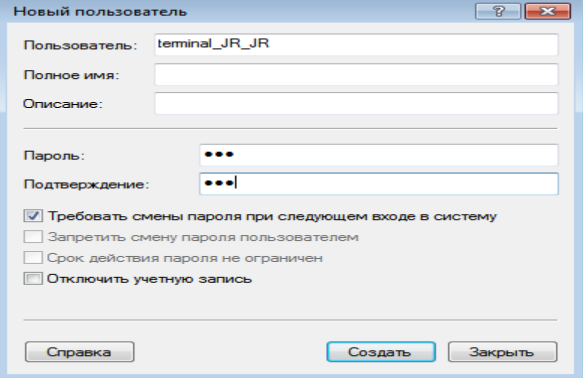 Новый пользователь
Пользователь: terminal_JR_JR
Полное имя:
Описание:
Пароль: ●●●
Подтверждение: ●●●
Требовать смены пароля при следующем входе в систему
Запретить смену пароля пользователем
Срок действия пароля не ограничен
Отключить учетную запись
Справка Создать Закрыть